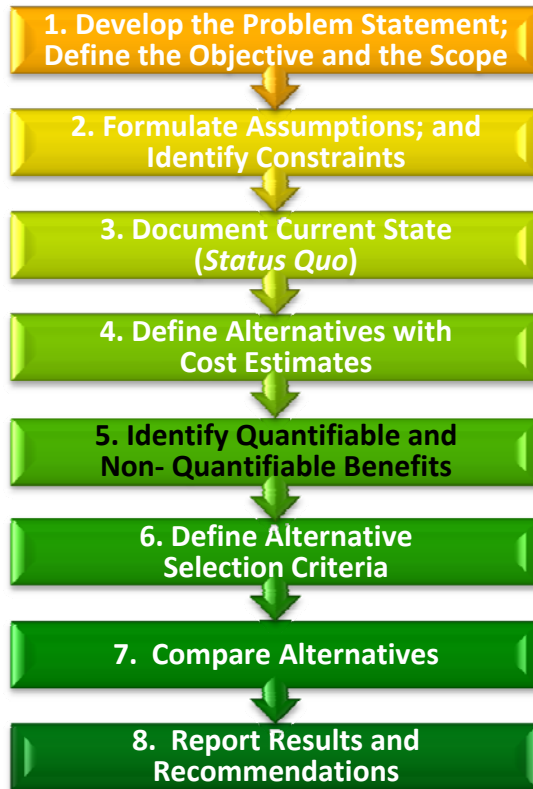 1. Develop the Problem Statement;
Define the Objective and the Scope
2. Formulate Assumptions; and
Identify Constraints
3. Document Current State
(Status Quo)
4. Define Alternatives with
Cost Estimates
5. Identify Quantifiable and
Non- Quantifiable Benefits
6. Define Alternative
Selection Criteria
7. Compare Alternatives
8. Report Results and
Recommendations